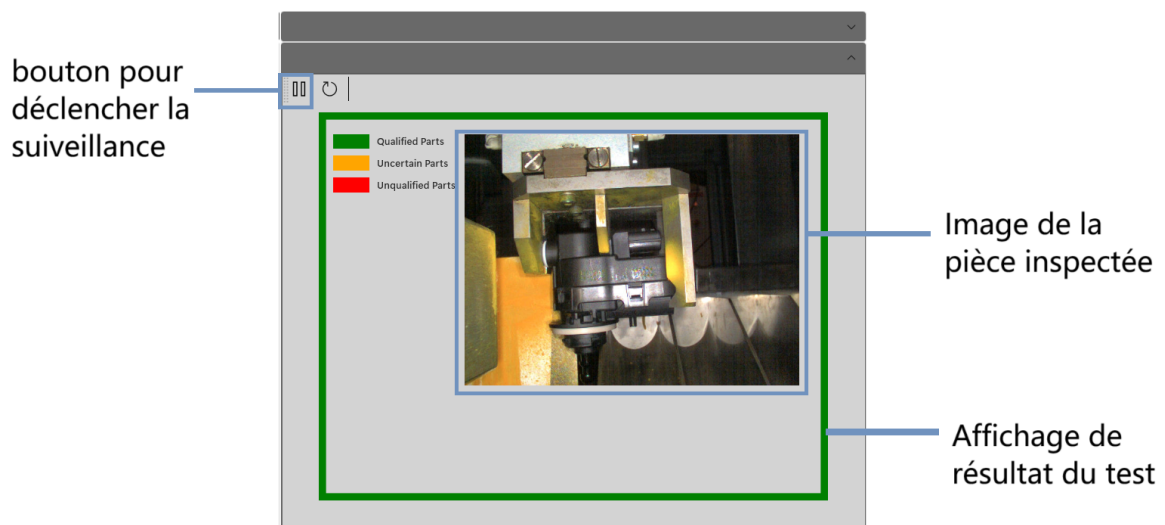 bouton pour
déclencher la
suiveillance
Qualified Parts
Uncertain Parts
Unqualified Parts
Image de la
pièce inspectée
Affichage de
résultat du test